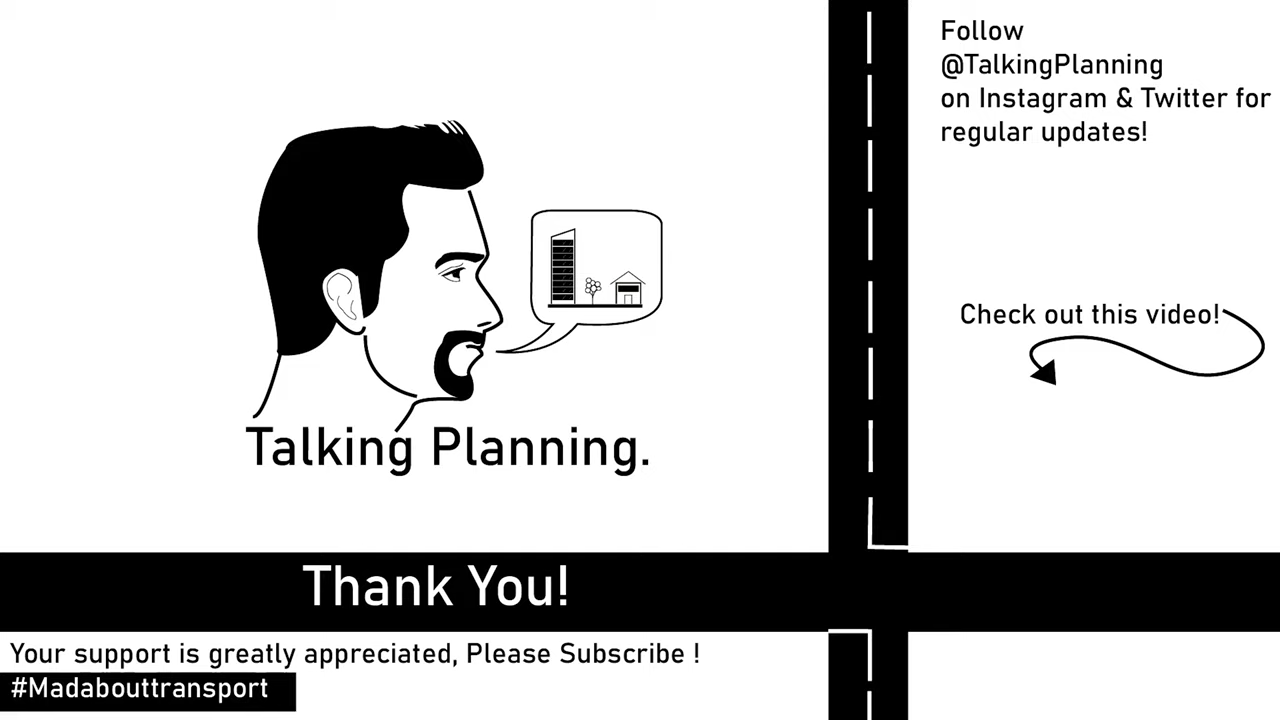 Follow
@TalkingPlanning
on Instagram & Twitter for
regular updates!
Check out this video!
Talking Planning.
Thank You!
Your support is greatly appreciated, Please Subscribe !
#Madabouttransport